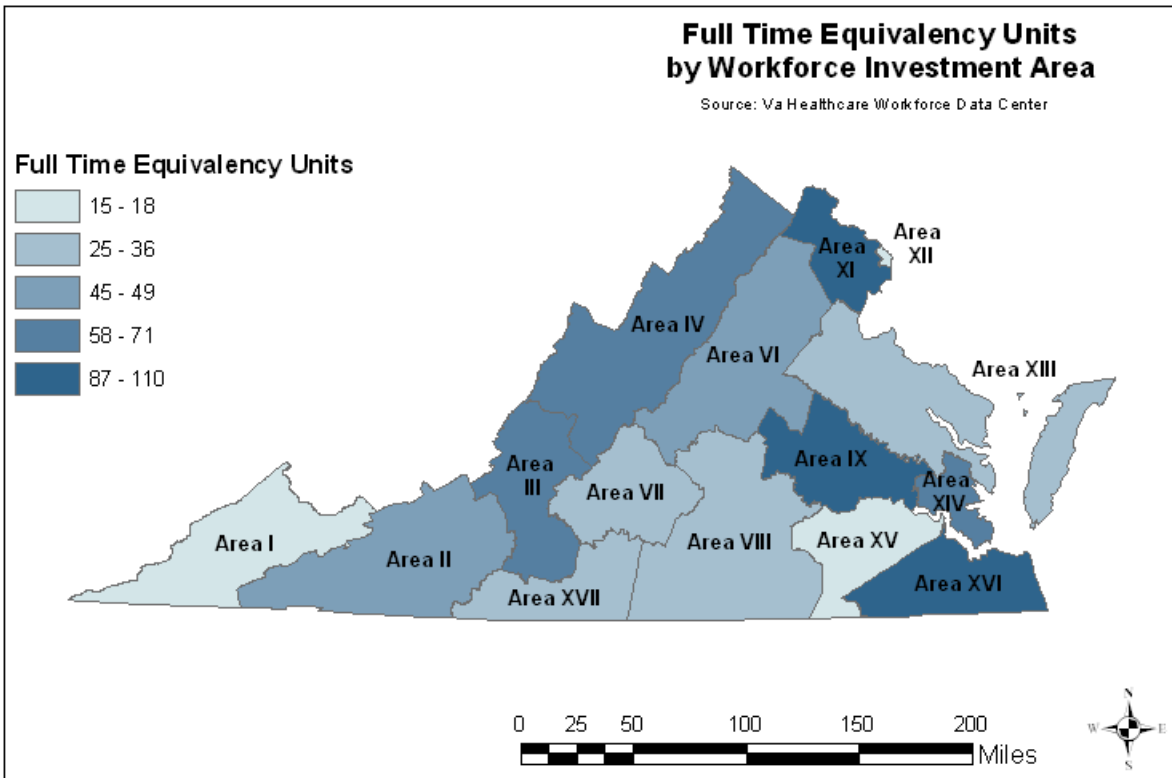 Full Time Equivalency Units
by Workforce Investment Area
Source: Va Healthcare Workforce Data Center
Full Time Equivalency Units
15 - 18
25 - 36
45 - 49
58 - 71
87 - 110
Area
XII
Area
XI
Area IV
Area VI
Area XIII
Area IX
Area
III
Area VII
Area
XIV
Area I
Area VIII
Area XV
Area II
Area XVI
Area XVII
N
W
E
S
0 25 50 100 150 200
Miles